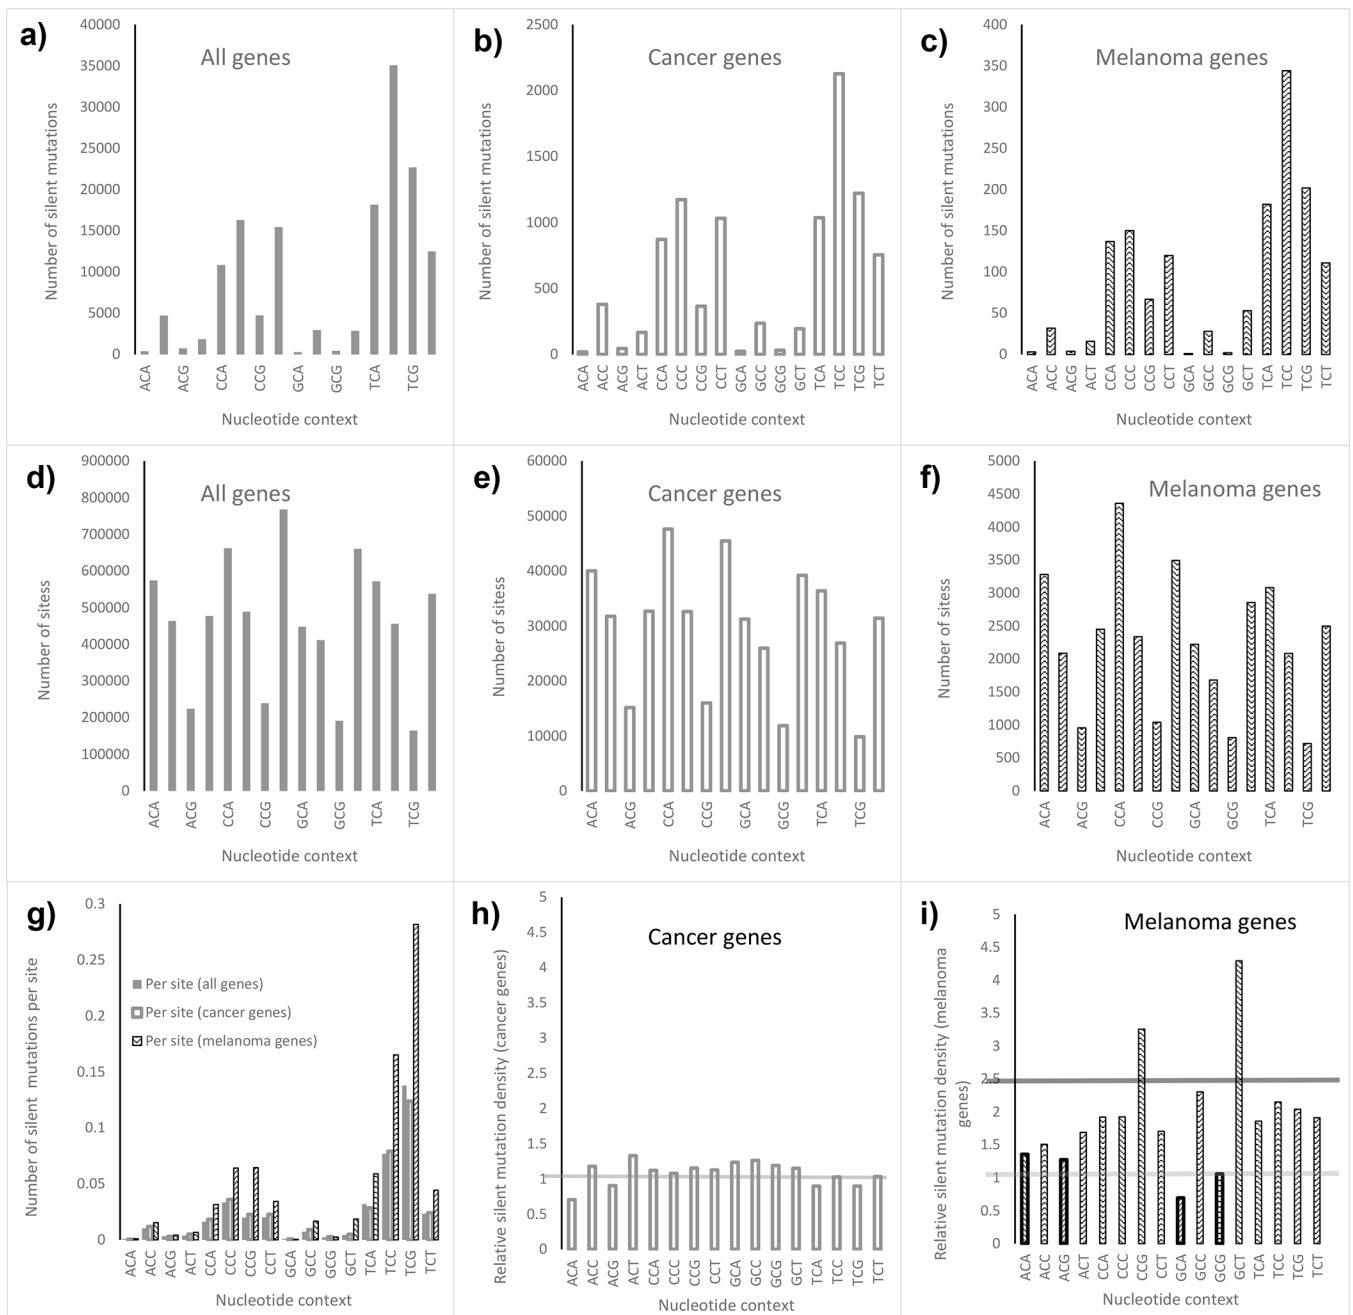 a)
All genes
Number of silent mutations
40000
35000
30000
25000
20000
15000
10000
5000
0
ACA ACG CCA CCG GCA GCG TCA TCG
Nucleotide context
b)
Cancer genes
Number of silent mutations
2500
2000
1500
1000
500
0
ACA ACC ACG ACT CCA CCC CCG CCT GCA GCC GCG GCT TCA TCC TCG TCT
Nucleotide context
c)
Melanoma genes
Number of silent mutations
400
350
300
250
200
150
100
50
0
ACA ACC ACG ACT CCA CCC CCG CCT GCA GCC GCG GCT TCA TCC TCG TCT
Nucleotide context
d)
All genes
Number of sitess
900000
800000
700000
600000
500000
400000
300000
200000
100000
0
ACA ACG CCA CCG GCA GCG TCA TCG
Nucleotide context
e)
Cancer genes
Number of sitess
60000
50000
40000
30000
20000
10000
0
ACA ACG CCA CCG GCA GCG TCA TCG
Nucleotide context
f)
Melanoma genes
Number of sitess
5000
4500
4000
3500
3000
2500
2000
1500
1000
500
0
ACA ACG CCA CCG GCA GCG TCA TCG
Nucleotide context
g)
Number of silent mutations per site
0.3
0.25
0.2
0.15
0.1
0.05
0
Per site (all genes)
Per site (cancer genes)
Per site (melanoma genes)
ACA ACC ACG ACT CCA CCC CCG CCT GCA GCC GCG GCT TCA TCC TCG TCT
Nucleotide context
h)
Cancer genes
Relative silent mutation density (cancer genes)
5
4.5
4
3.5
3
2.5
2
1.5
1
0.5
0
ACA ACC ACG ACT CCA CCC CCG CCT GCA GCC GCG GCT TCA TCC TCG TCT
Nucleotide context
i)
Melanoma genes
Relative silent mutation density (melanoma
genes)
5
4.5
4
3.5
3
2.5
2
1.5
1
0.5
0
ACA ACC ACG ACT CCA CCC CCG CCT GCA GCC GCG GCT TCA TCC TCG TCT
Nucleotide context